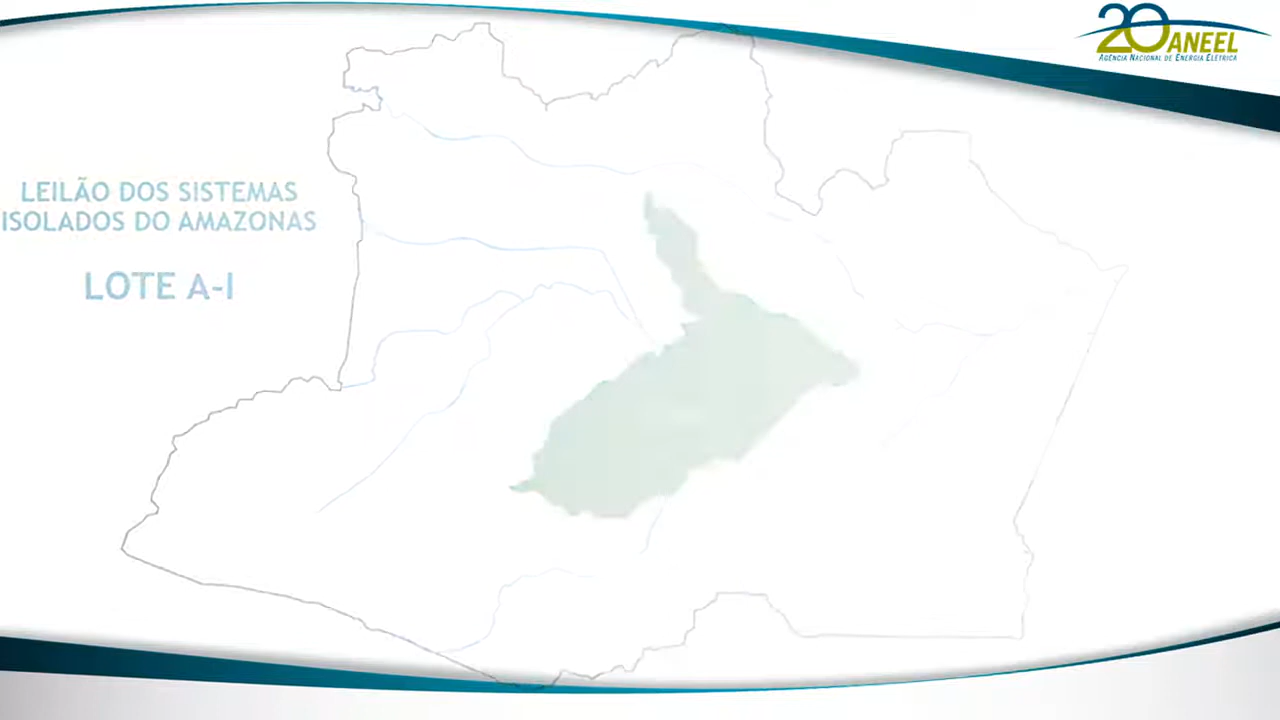 20 ANEEL
AGÊNCIA NACIONAL DE ENERGIA ELÉTRICA
LEILÃO DOS SISTEMAS
ISOLADOS DO AMAZONAS
LOTE A-I